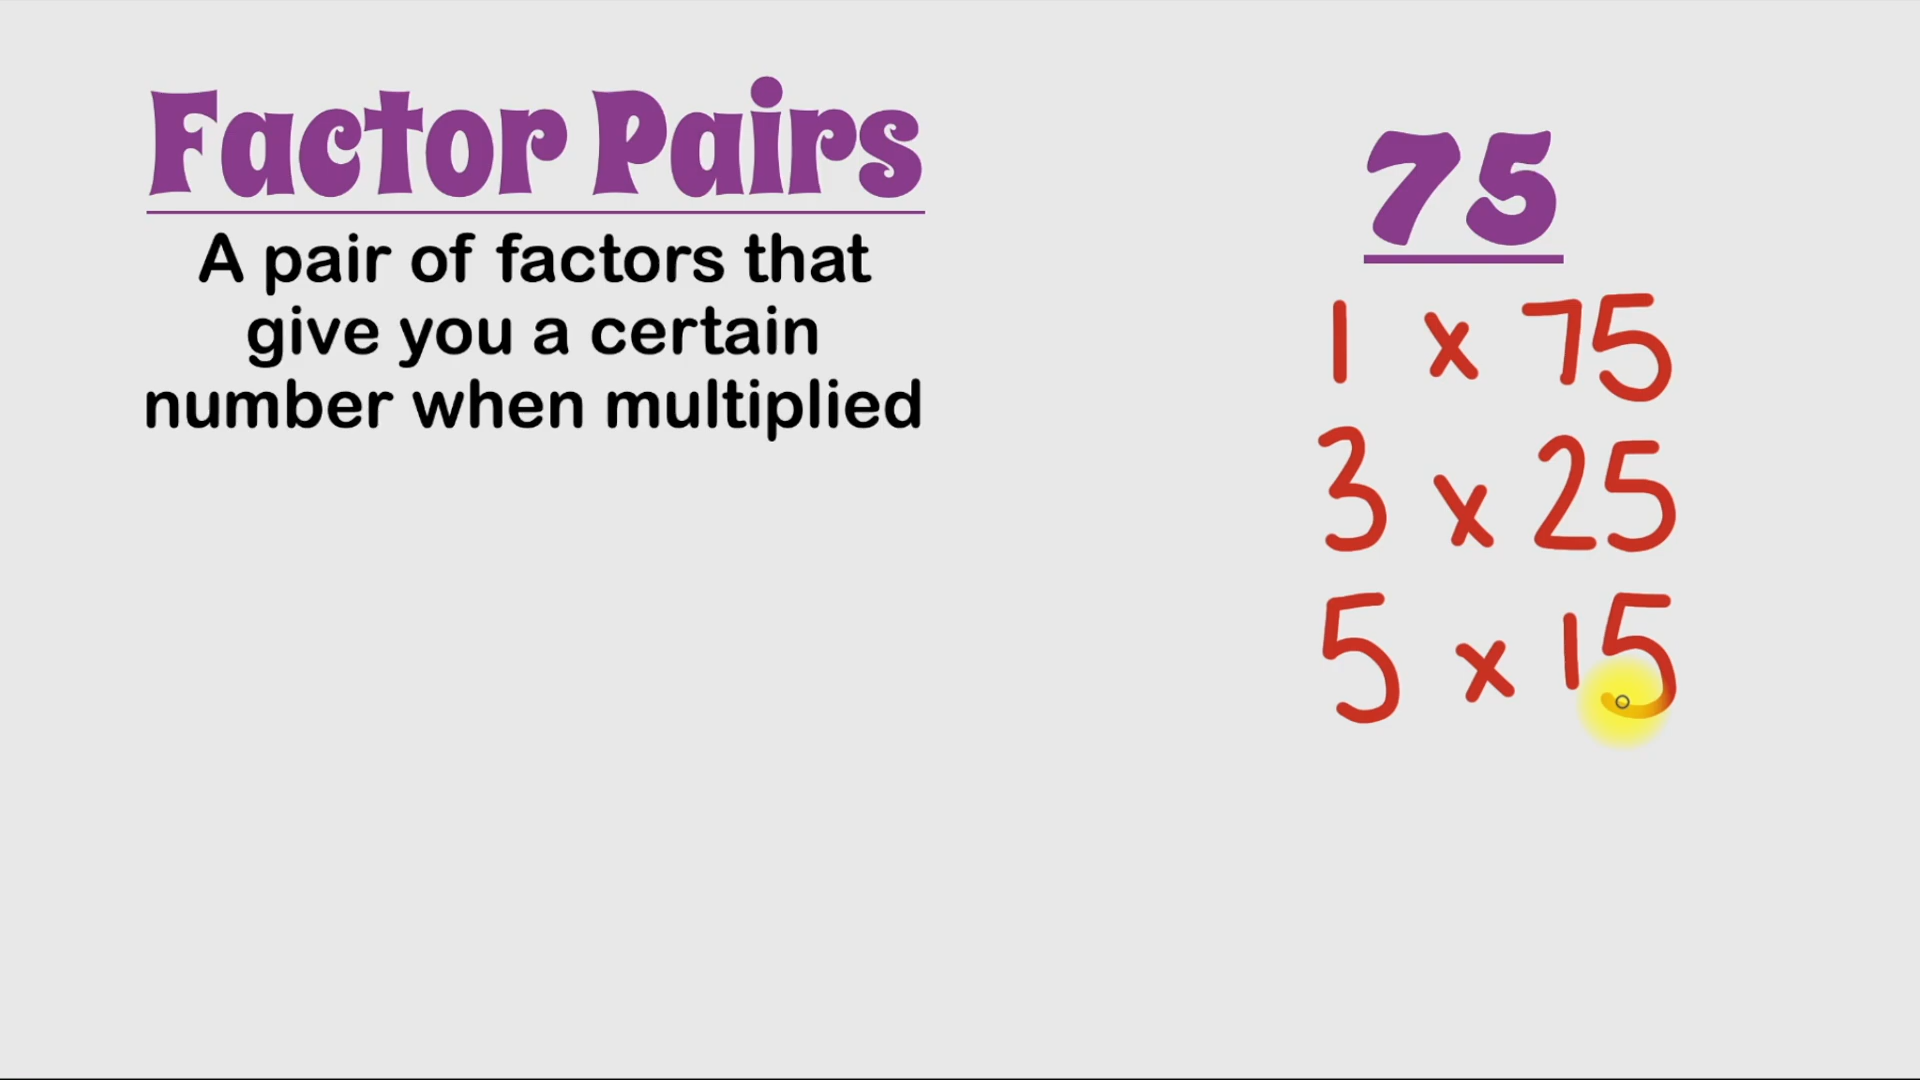 Factor Pairs
A pair of factors that
give you a certain
number when multiplied
75
1 x 75
3 x 25
5 x 15